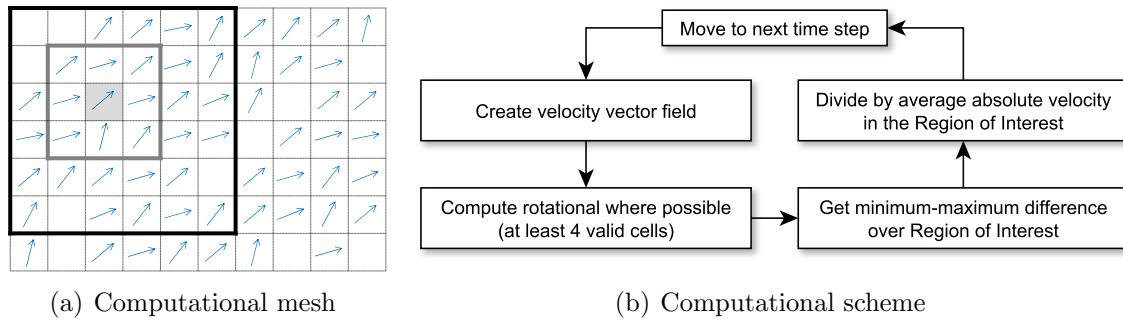 Move to next time step
Create velocity vector field
Divide by average absolute velocity
in the Region of Interest
Compute rotational where possible
(at least 4 valid cells)
Get minimum-maximum difference
over Region of Interest
(a) Computational mesh
(b) Computational scheme